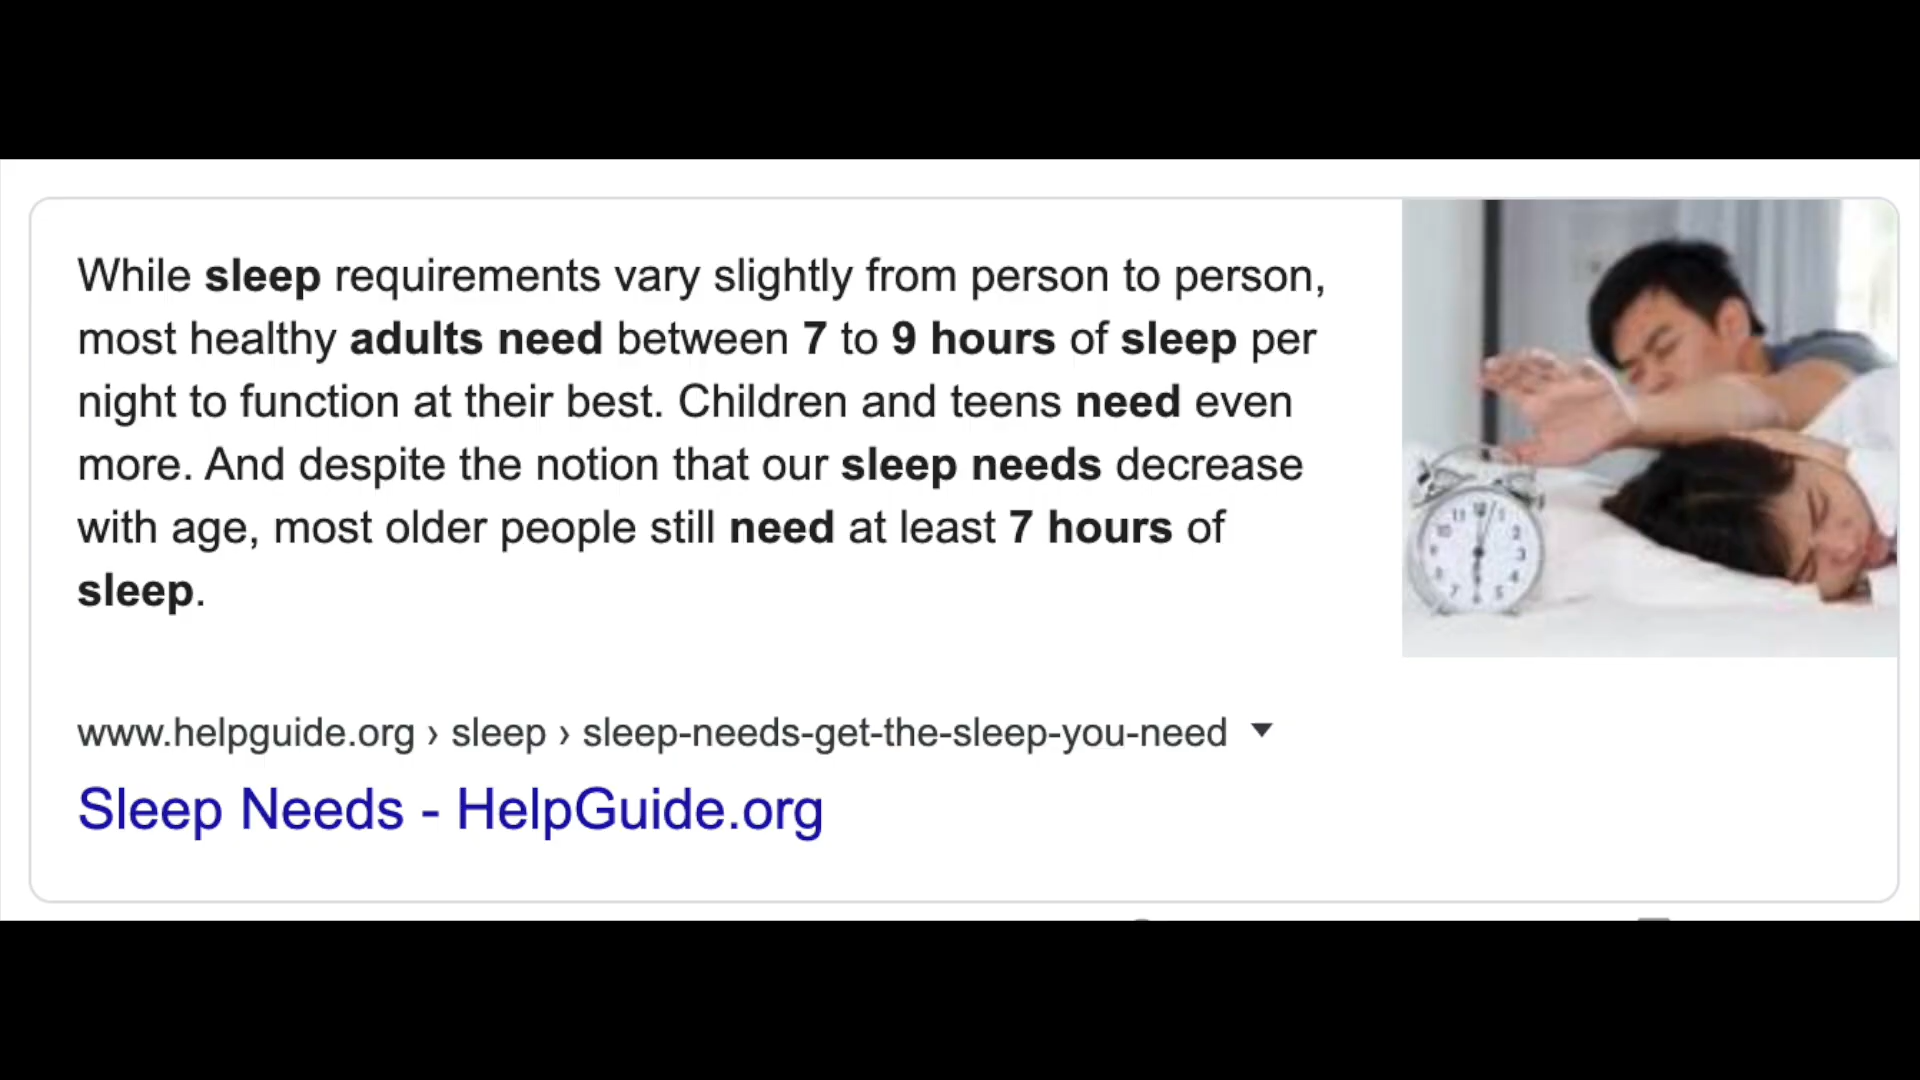 While sleep requirements vary slightly from person to person,
most healthy adults need between 7 to 9 hours of sleep per
night to function at their best. Children and teens need even
more. And despite the notion that our sleep needs decrease
with age, most older people still need at least 7 hours of
sleep.
www.helpguide.org › sleep › sleep-needs-get-the-sleep-you-need
Sleep Needs - HelpGuide.org